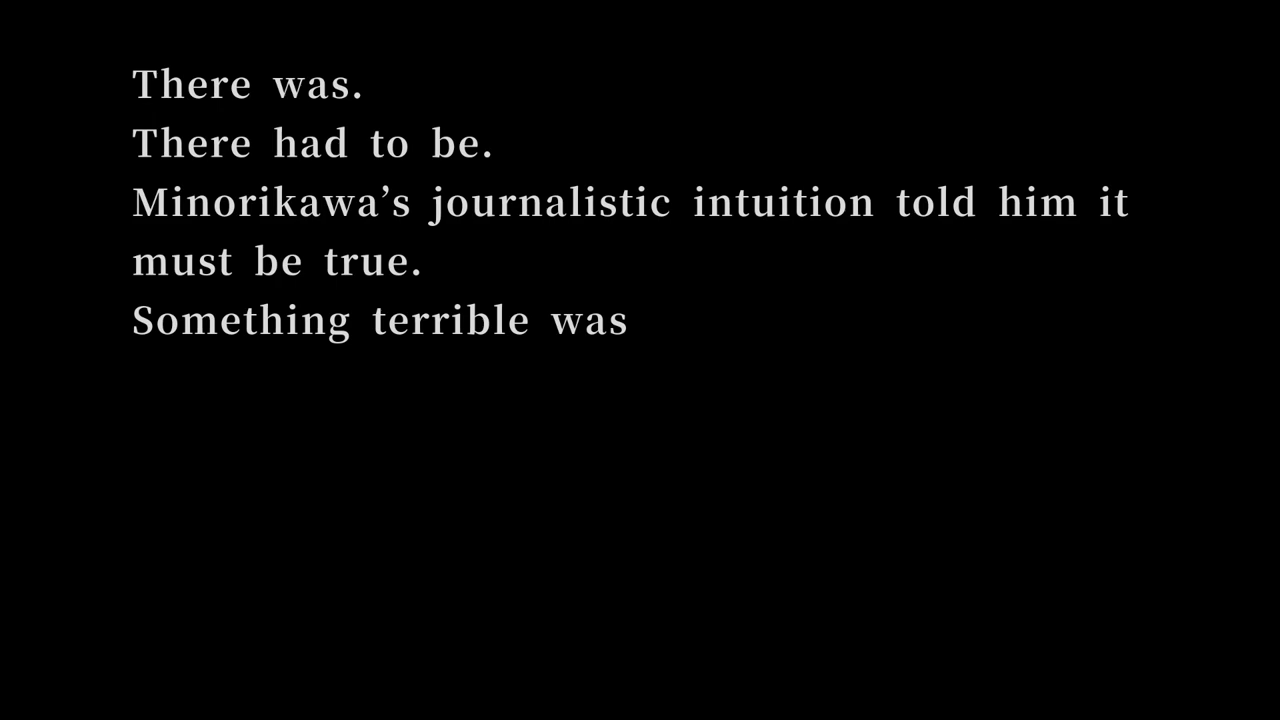 There was.
There had to be.
Minorikawa’s journalistic intuition told him it
must be true.
Something terrible was